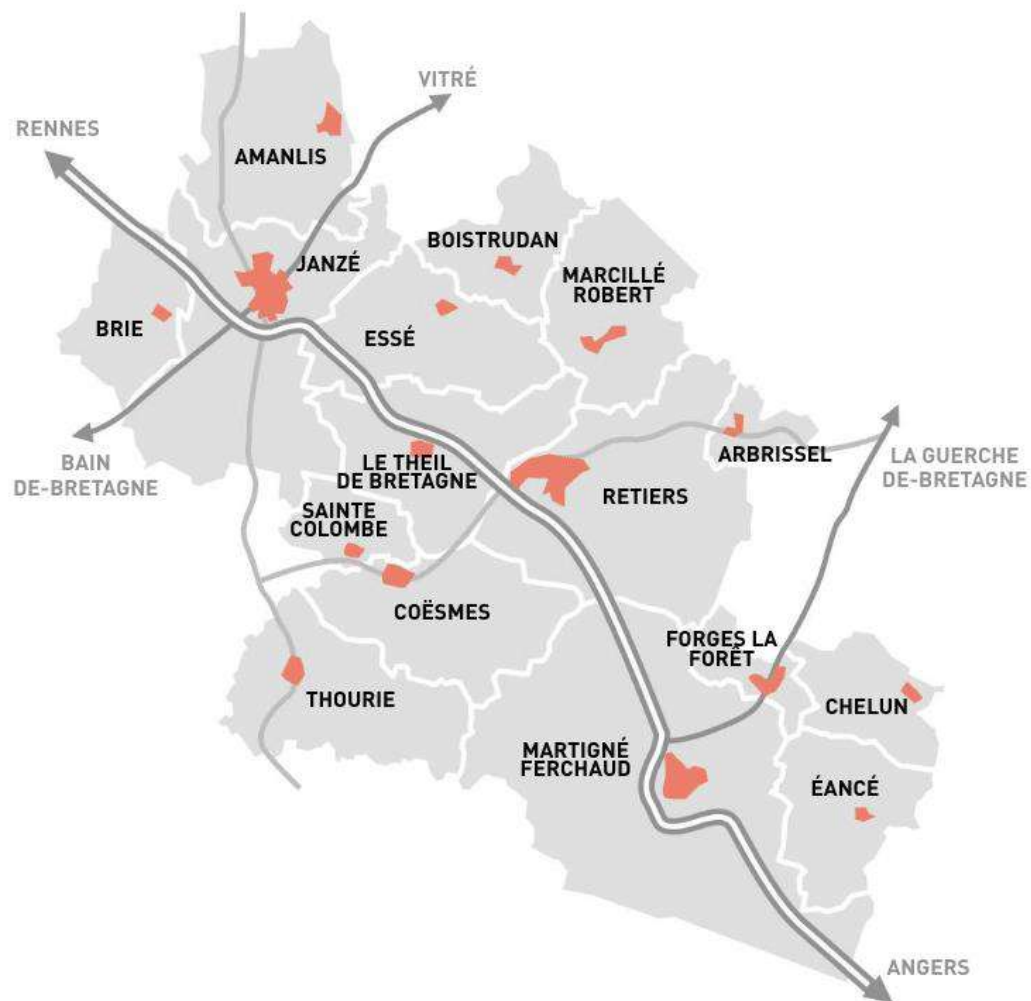 VITRÉ
RENNES
AMANLIS
BOISTRUDAN
JANZÉ
MARCILLÉ
ROBERT
BRIE
ESSÉ
BAIN
DE-BRETAGNE
LE THEIL
DE BRETAGNE
ARBRISSEL
LA GUERCHE
DE-BRETAGNE
RETIERS
SAINTE
COLOMBE
COËSMES
FORGES LA
FORÊT
THOURIE
CHELUN
MARTIGNÉ
FERCHAUD
ÉANCÉ
ANGERS